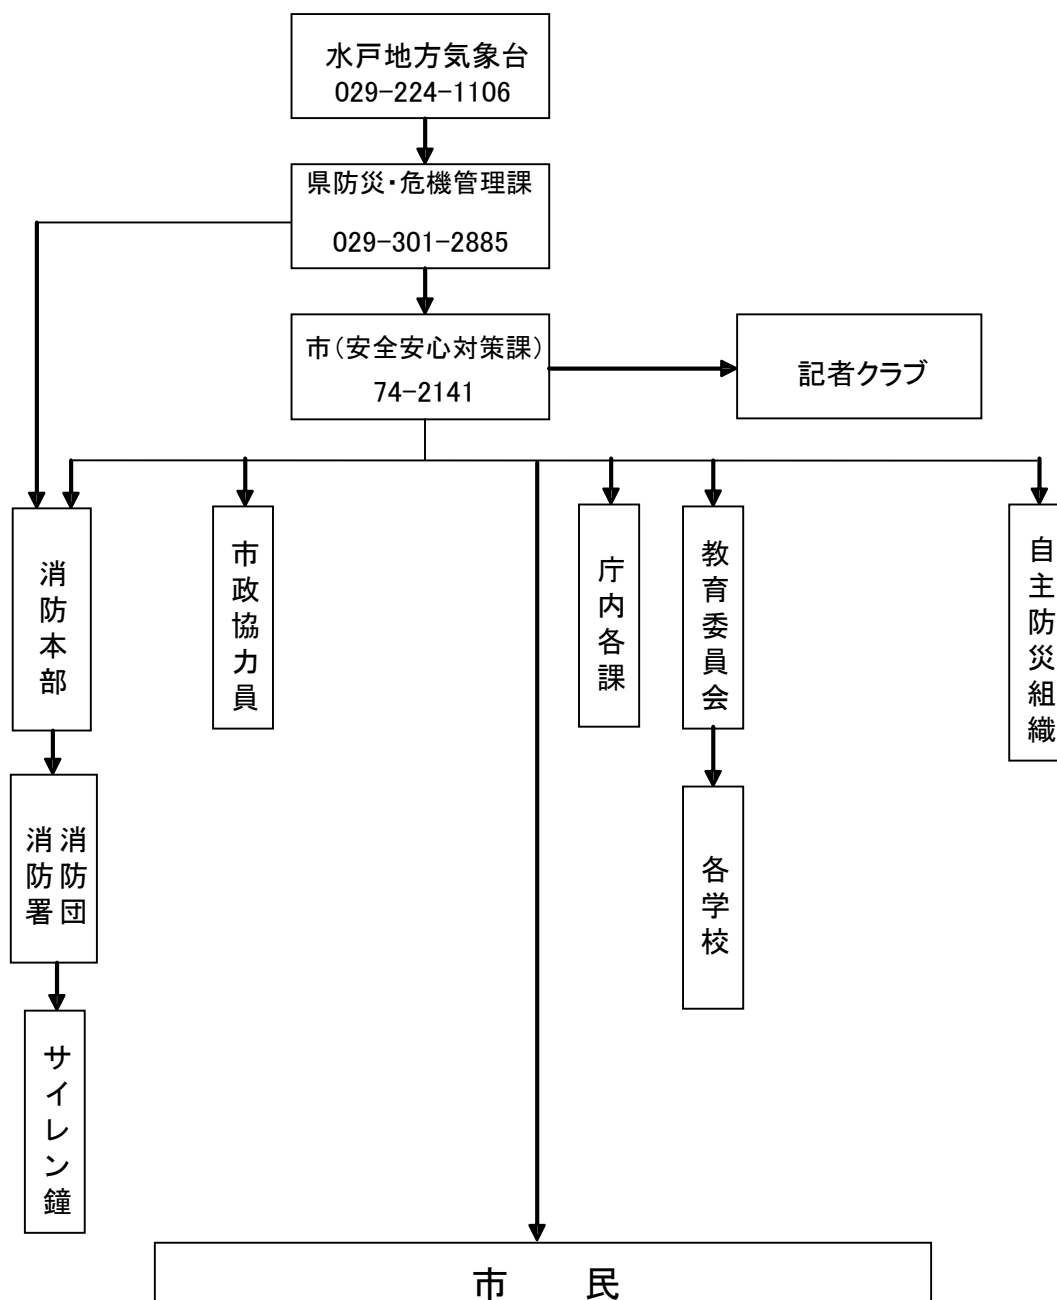 水戸地方気象台
029-224-1106
県防災・危機管理課
029-301-2885
市（安全安心対策課）
74-2141
記者クラブ
消防本部
市政協力員
庁内各課
教育委員会
自主防災組織
消防団
消防署
各学校
サイレン鐘
市　　民